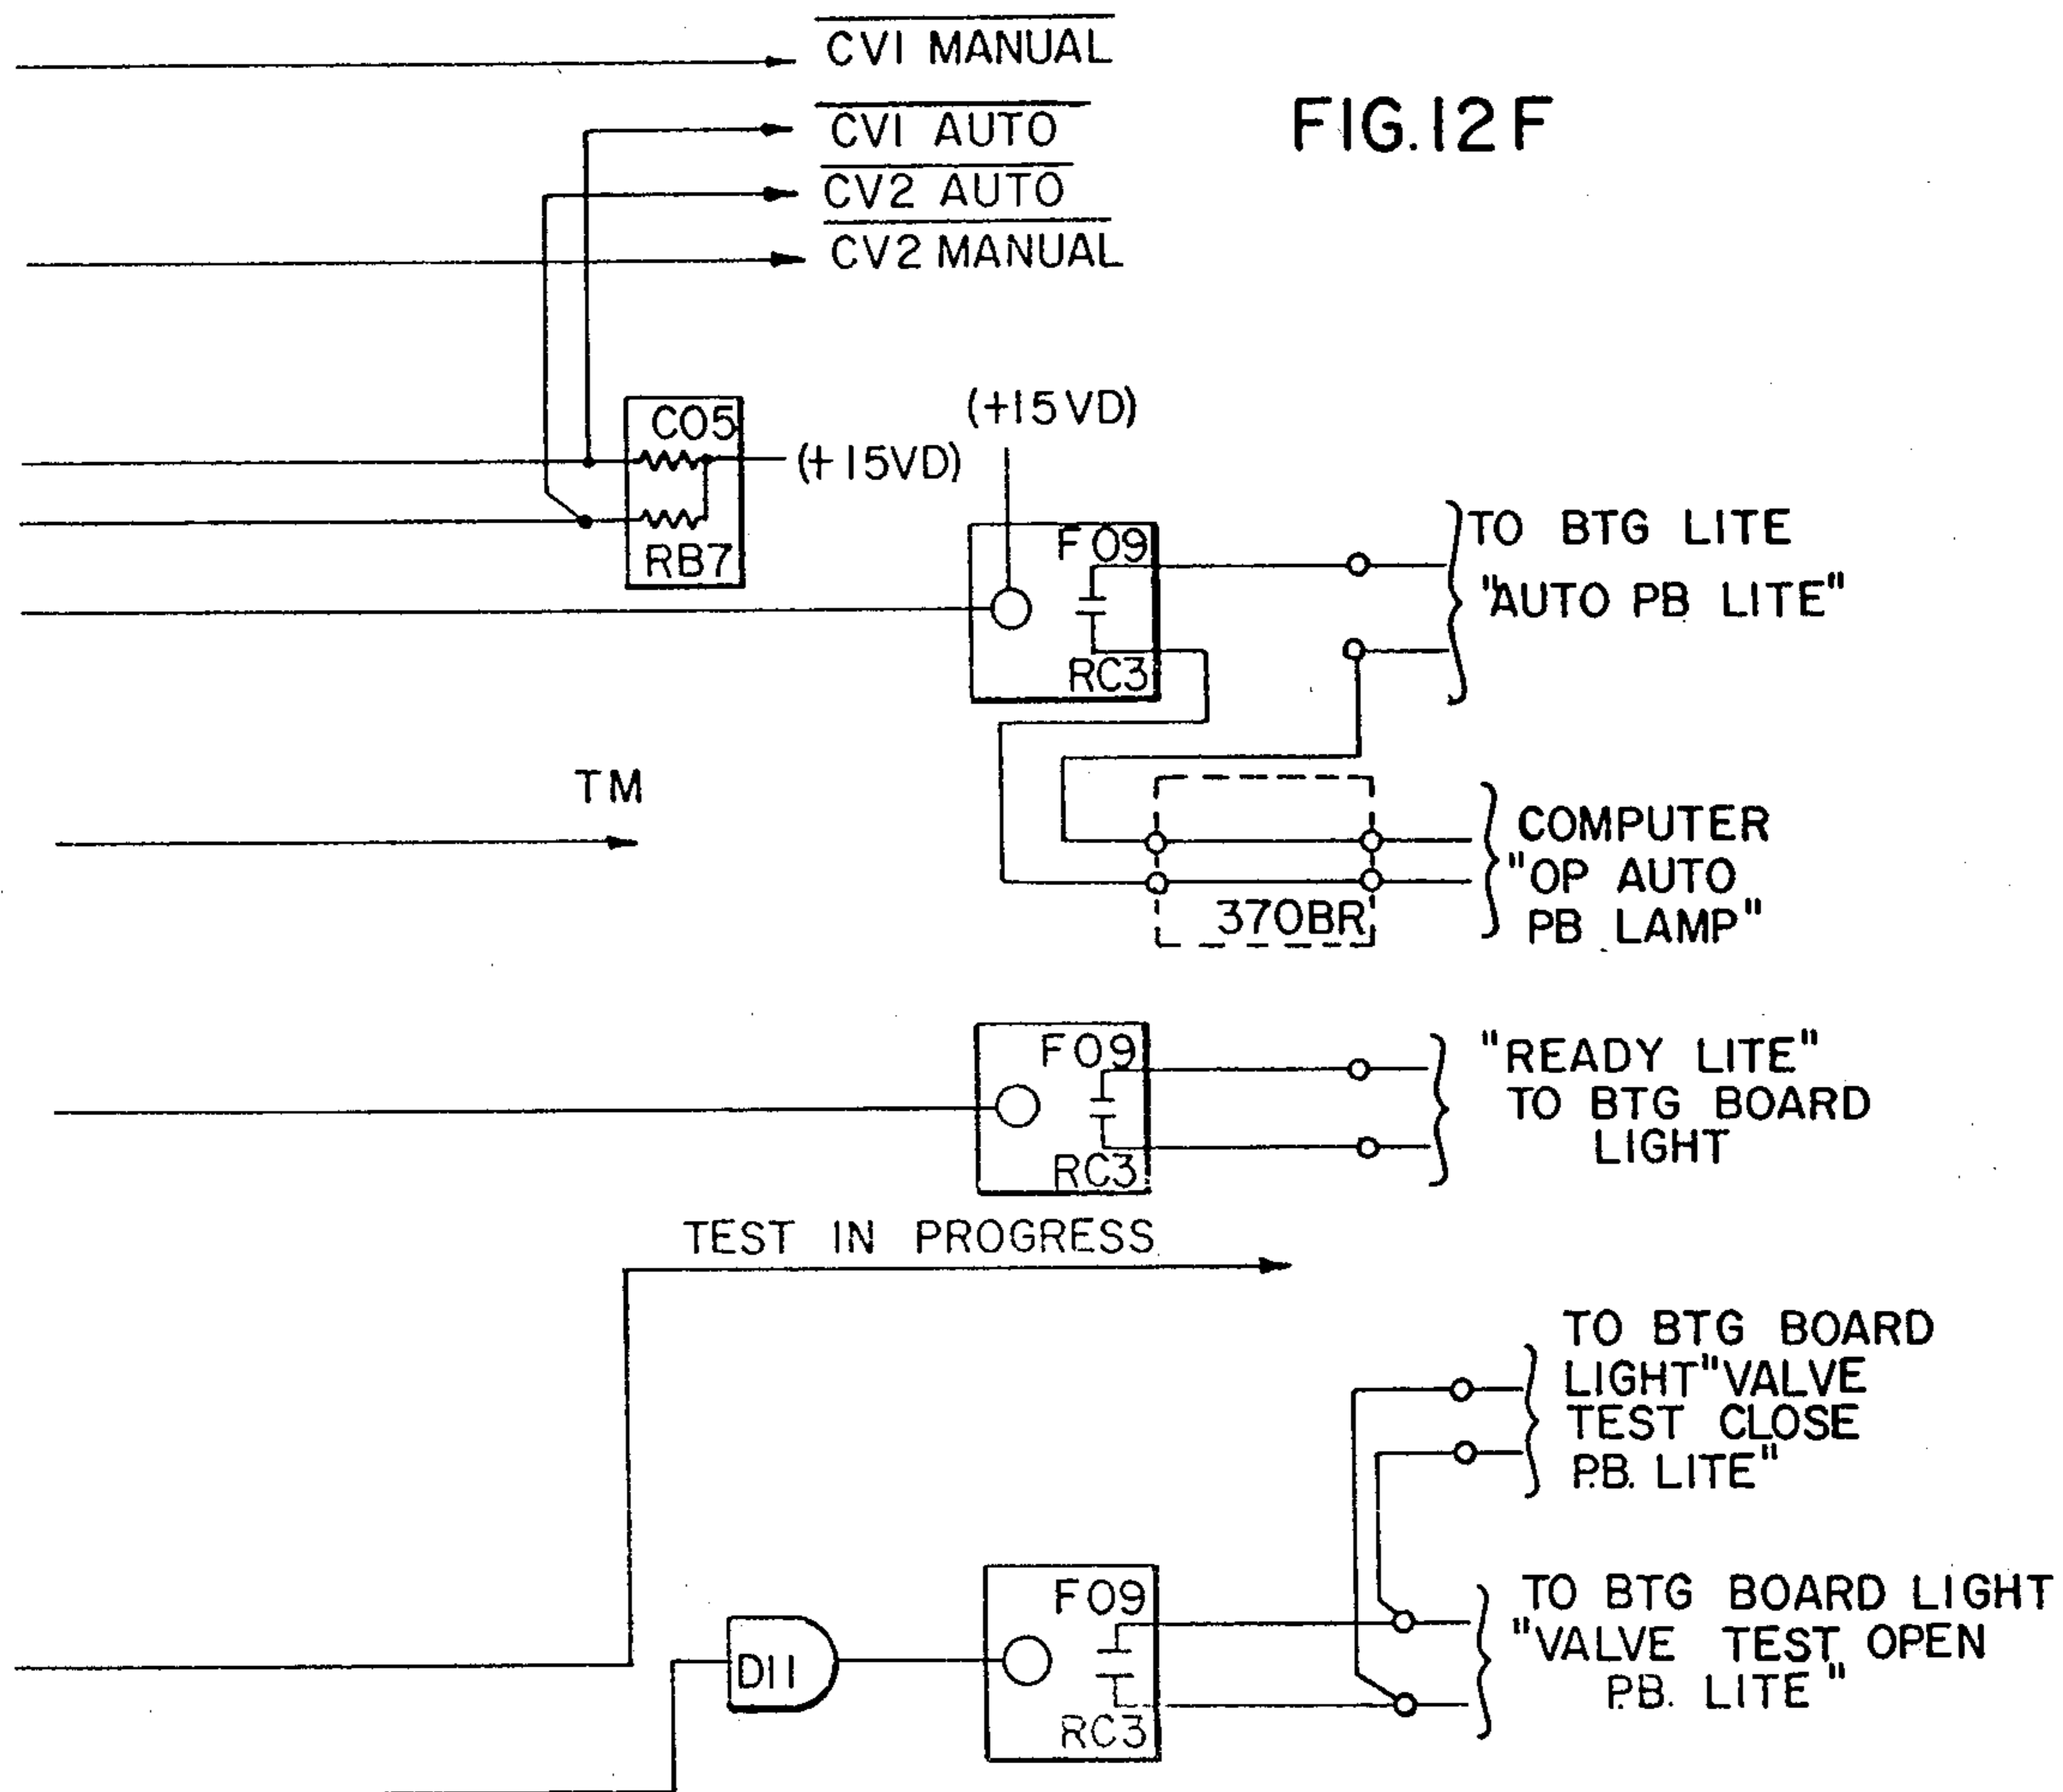 CV1 MANUAL
FIG.12F
CV1 AUTO
CV2 AUTO
CV2 MANUAL
(+15VD)
C05
(+15VD)
RB7
F09
RC3
TO BTG LITE
"AUTO PB LITE"
TM
COMPUTER
"OP AUTO
PB LAMP"
370BR
F09
RC3
"READY LITE"
TO BTG BOARD
LIGHT
TEST IN PROGRESS
TO BTG BOARD
LIGHT"VALVE
TEST CLOSE
P.B. LITE"
D11
F09
RC3
TO BTG BOARD LIGHT
"VALVE TEST OPEN
P.B. LITE"